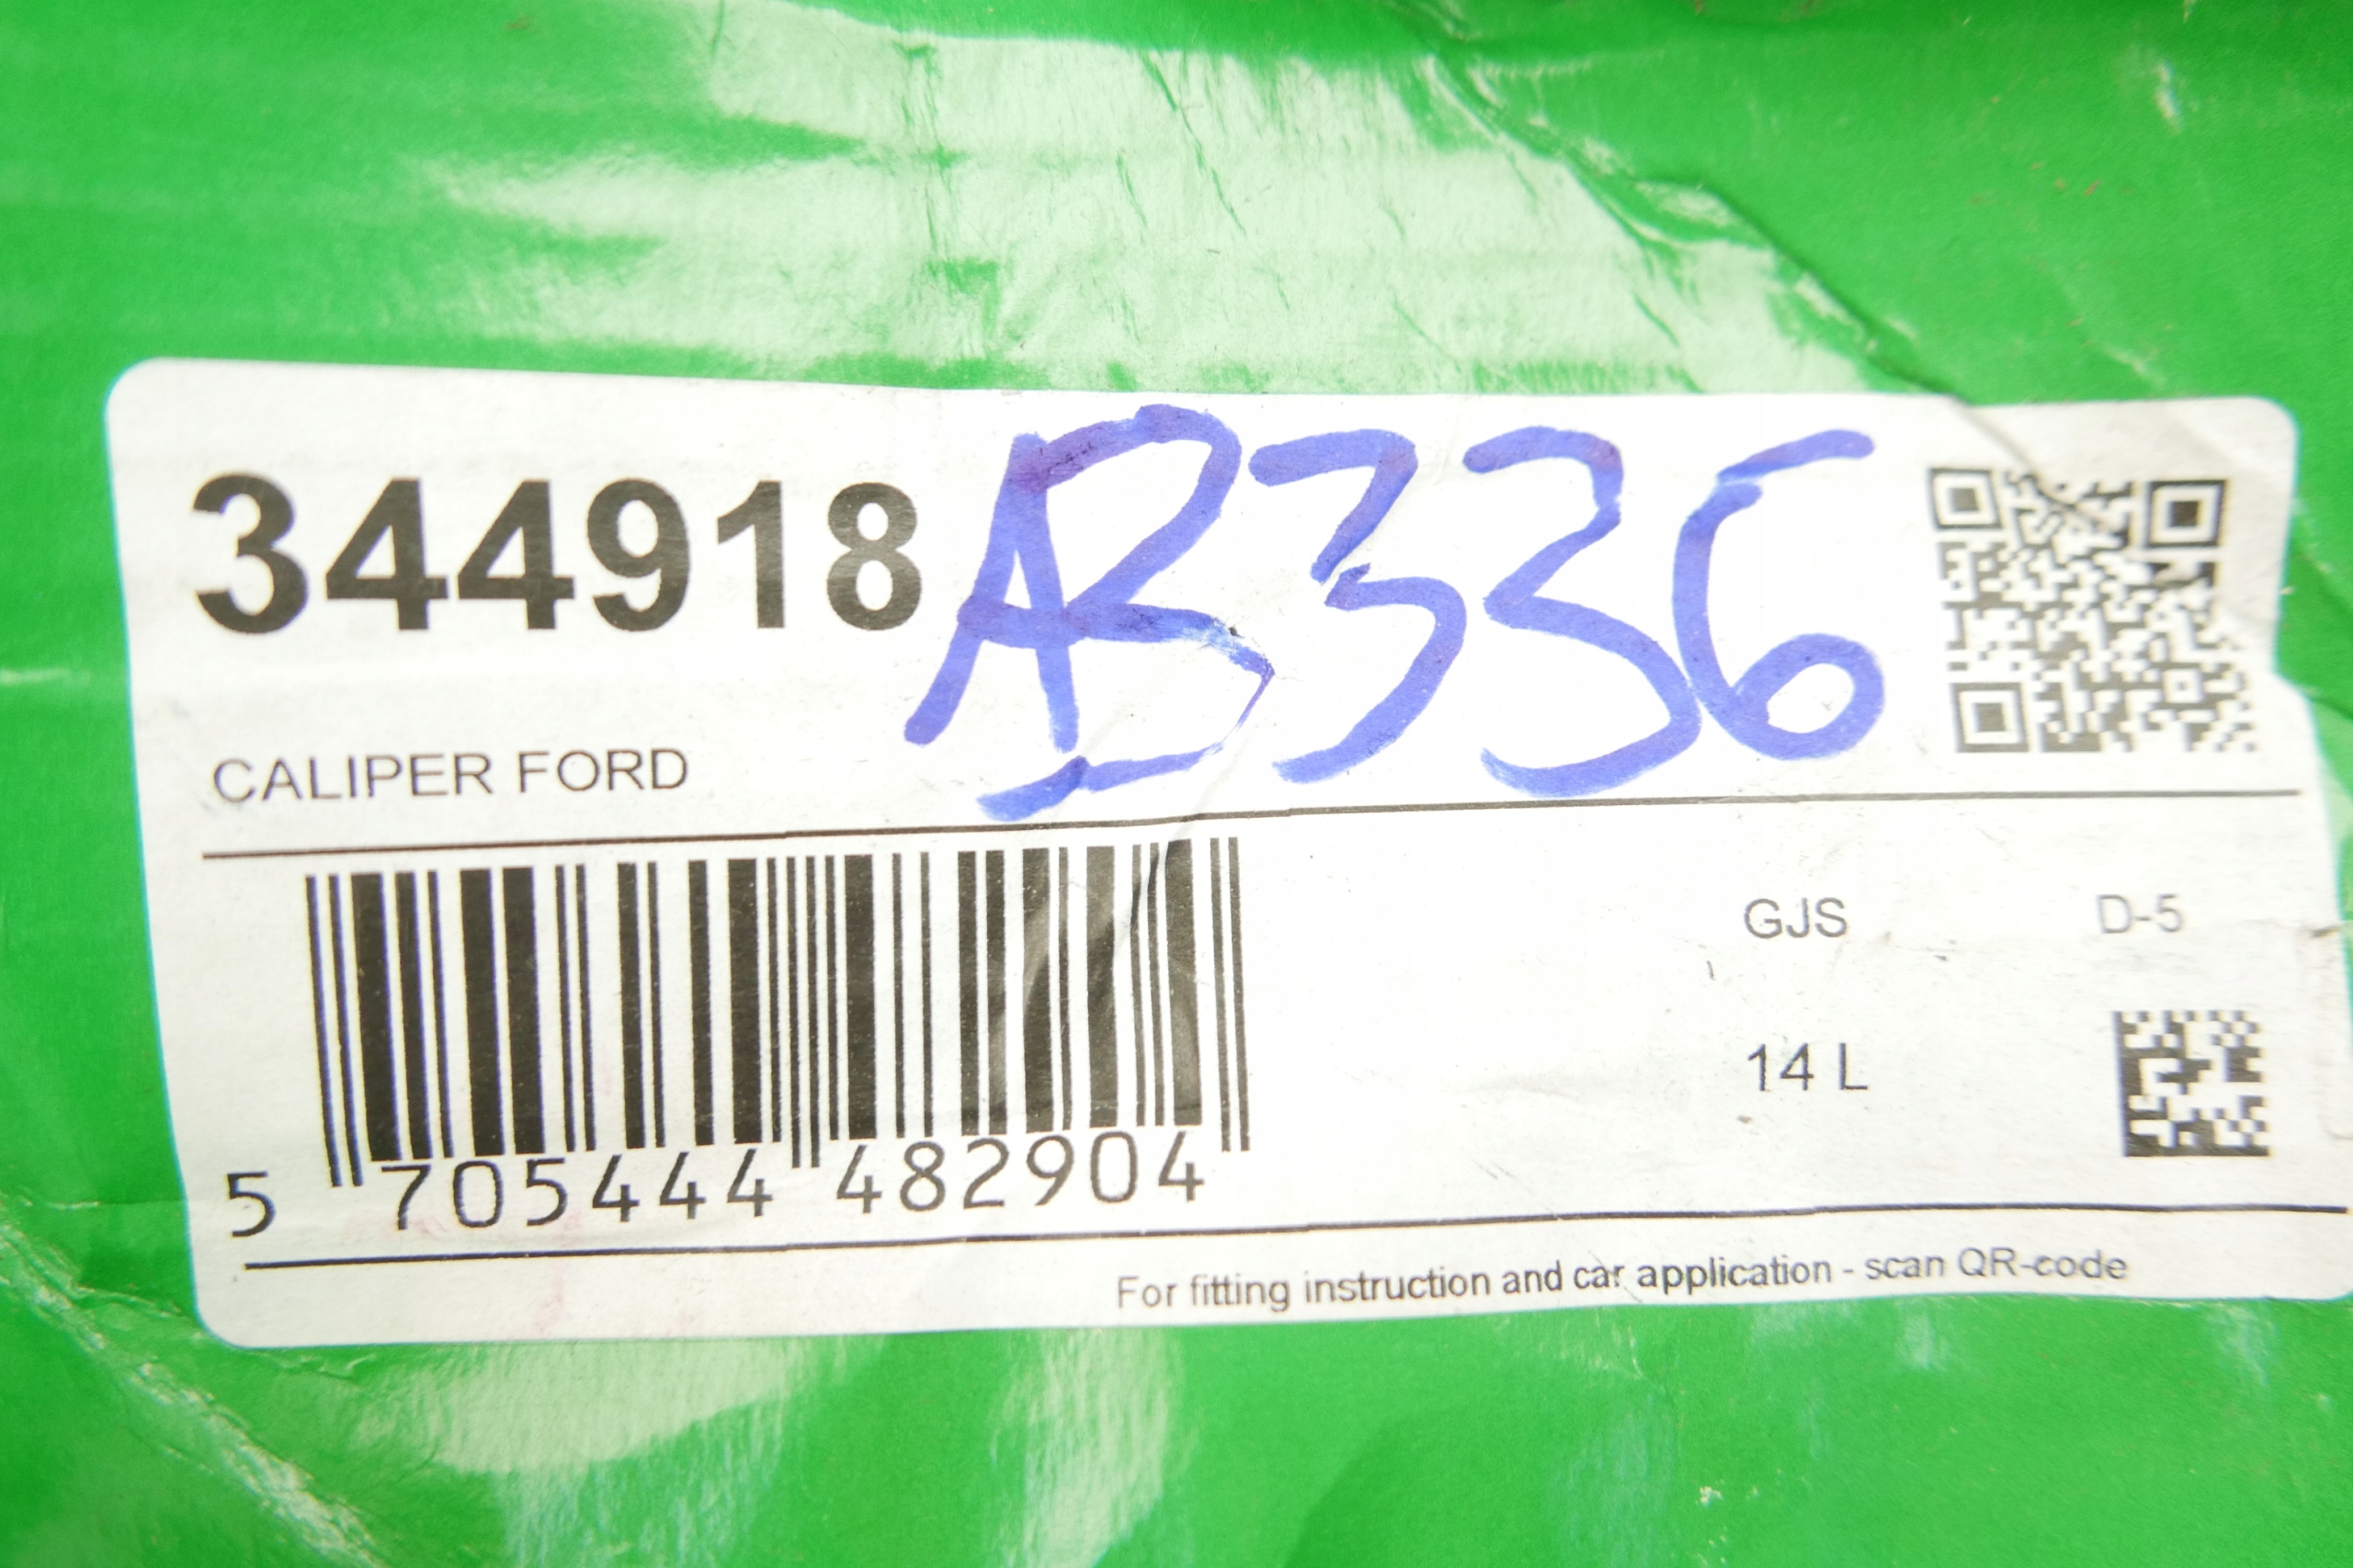 344918 AB336
CALIPER FORD
GJS D-5
14 L
5 705444 482904
For fitting instruction and car application - scan QR-code